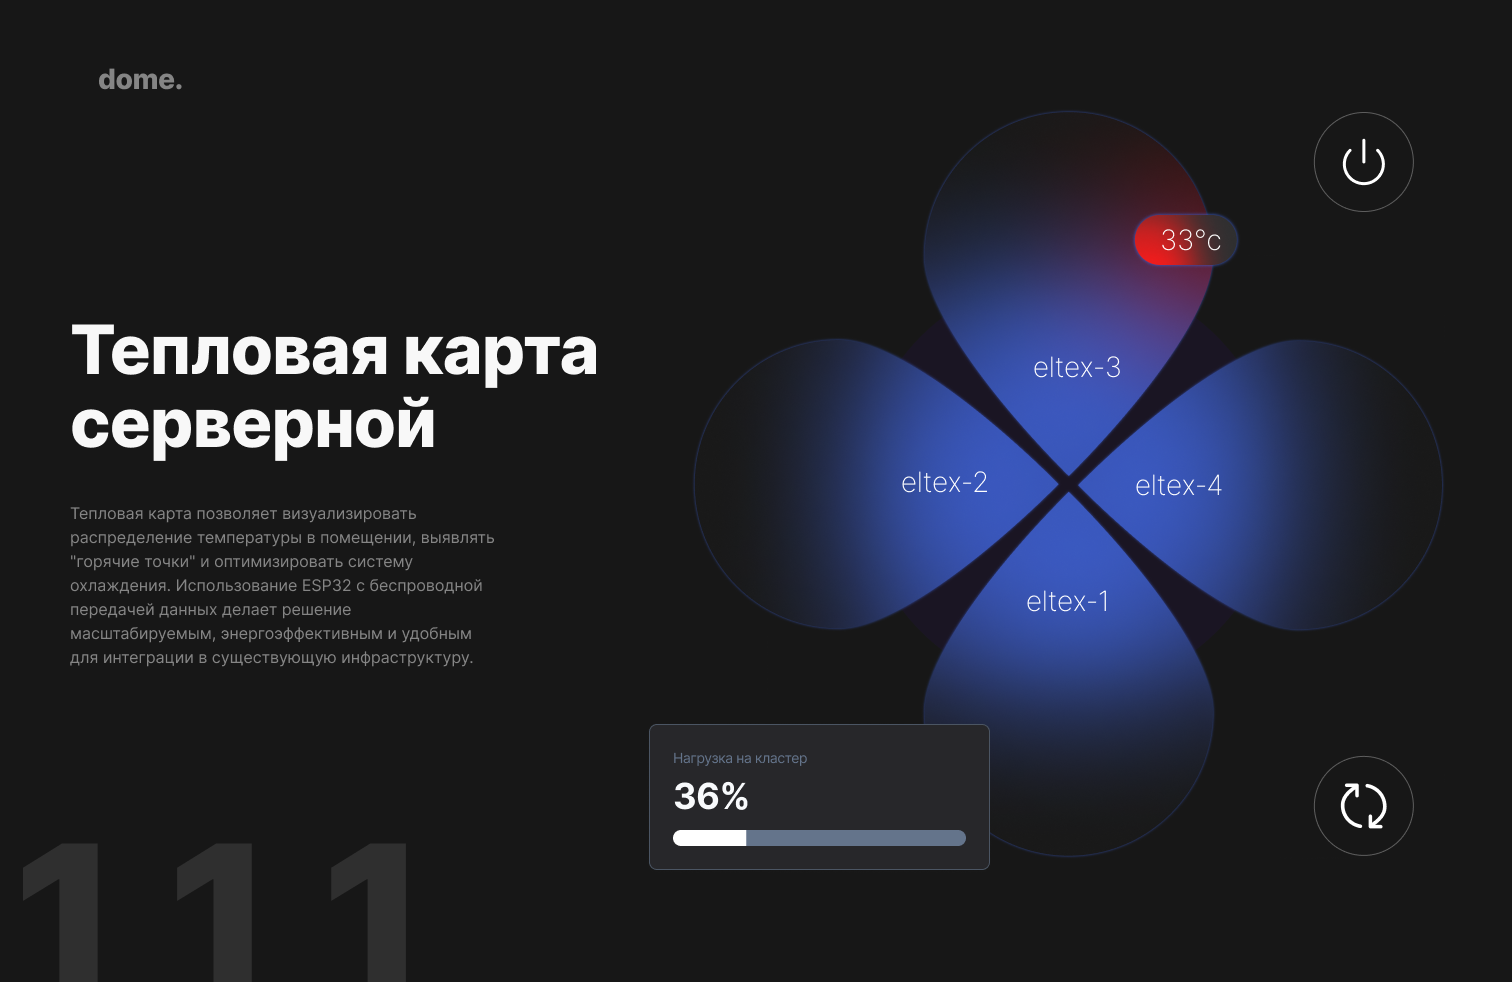 dome.
33°c
Тепловая карта
серверной
eltex-3
eltex-2
eltex-4
eltex-1
Тепловая карта позволяет визуализировать
распределение температуры в помещении, выявлять
"горячие точки" и оптимизировать систему
охлаждения. Использование ESP32 с беспроводной
передачей данных делает решение
масштабируемым, энергоэффективным и удобным
для интеграции в существующую инфраструктуру.
Нагрузка на кластер
36%
111